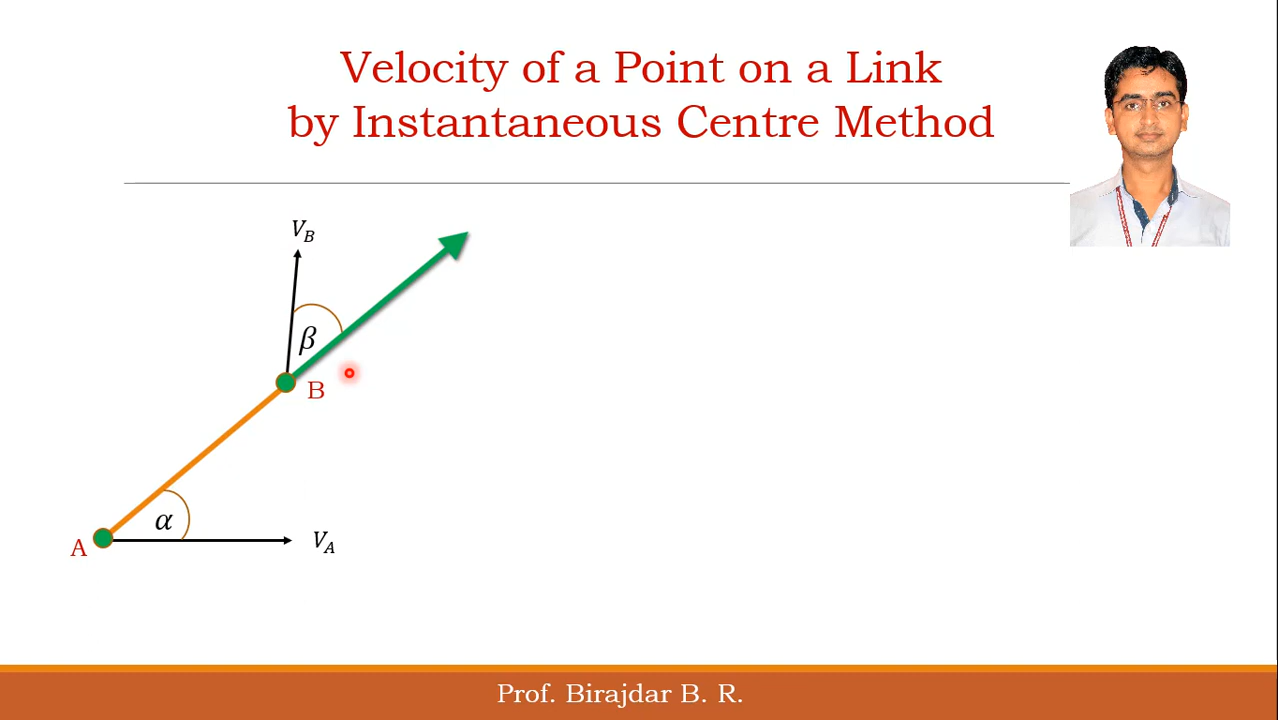 Velocity of a Point on a Link
by Instantaneous Centre Method
V_B
β
B
α
A
V_A
Prof. Birajdar B. R.